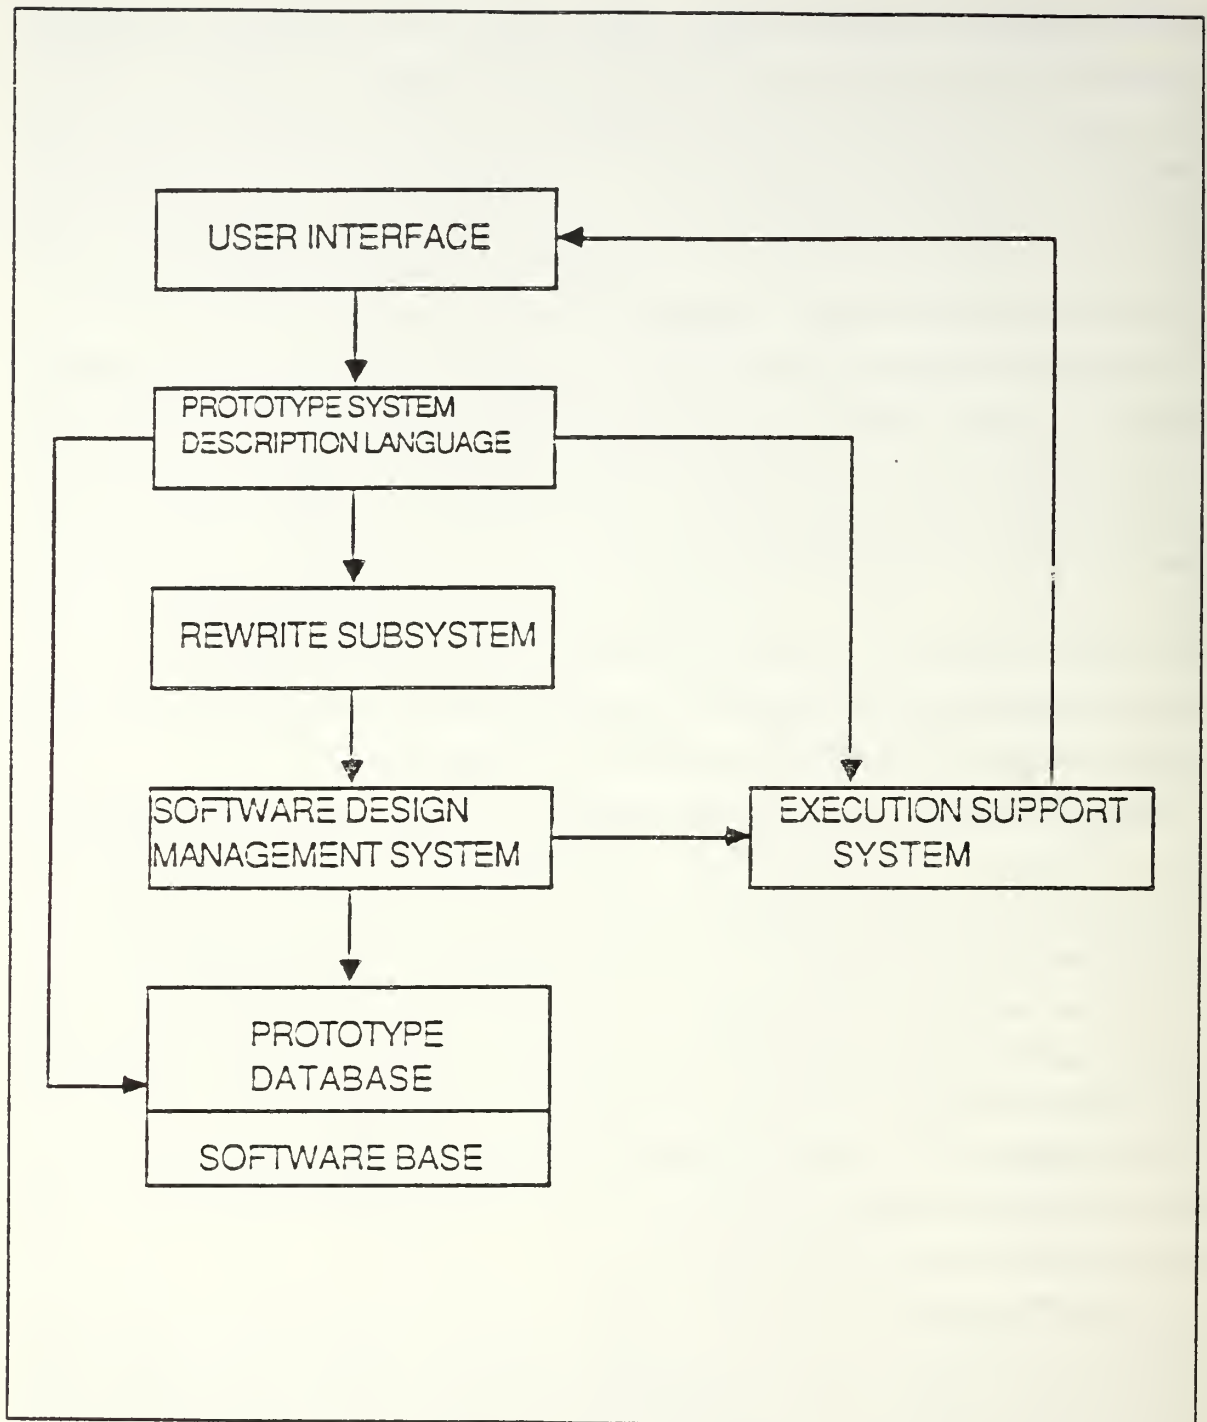 USER INTERFACE
PROTOTYPE SYSTEM
DESCRIPTION LANGUAGE
REWRITE SUBSYSTEM
SOFTWARE DESIGN
MANAGEMENT SYSTEM
EXECUTION SUPPORT
SYSTEM
PROTOTYPE
DATABASE
SOFTWARE BASE